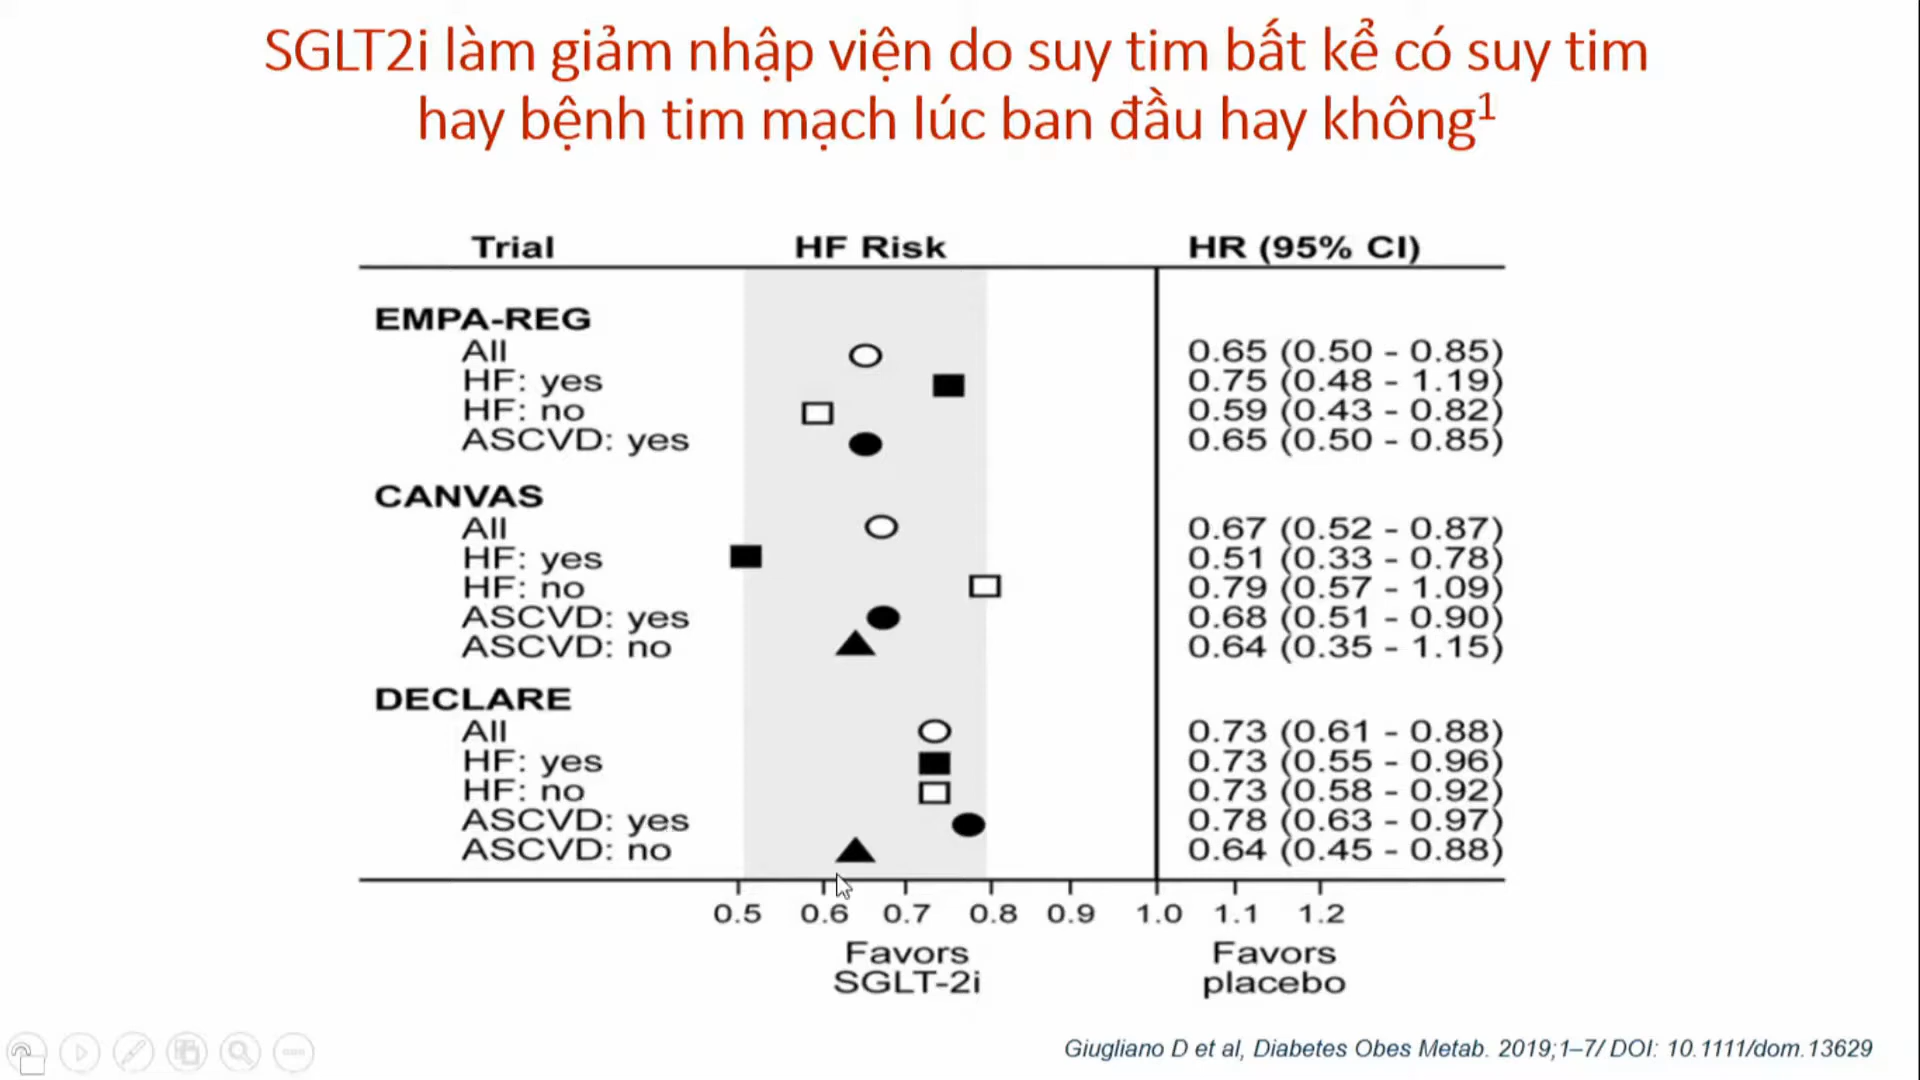 SGLT2i làm giảm nhập viện do suy tim bất kể có suy tim
hay bệnh tim mạch lúc ban đầu hay không¹
Trial HF Risk HR (95% CI)
EMPA-REG
All 0.65 (0.50 - 0.85)
HF: yes 0.75 (0.48 - 1.19)
HF: no 0.59 (0.43 - 0.82)
ASCVD: yes 0.65 (0.50 - 0.85)
CANVAS
All 0.67 (0.52 - 0.87)
HF: yes 0.51 (0.33 - 0.78)
HF: no 0.79 (0.57 - 1.09)
ASCVD: yes 0.68 (0.51 - 0.90)
ASCVD: no 0.64 (0.35 - 1.15)
DECLARE
All 0.73 (0.61 - 0.88)
HF: yes 0.73 (0.55 - 0.96)
HF: no 0.73 (0.58 - 0.92)
ASCVD: yes 0.78 (0.63 - 0.97)
ASCVD: no 0.64 (0.45 - 0.88)
0.5 0.6 0.7 0.8 0.9 1.0 1.1 1.2
Favors Favors
SGLT-2i placebo
Giugliano D et al, Diabetes Obes Metab. 2019;1–7/ DOI: 10.1111/dom.13629